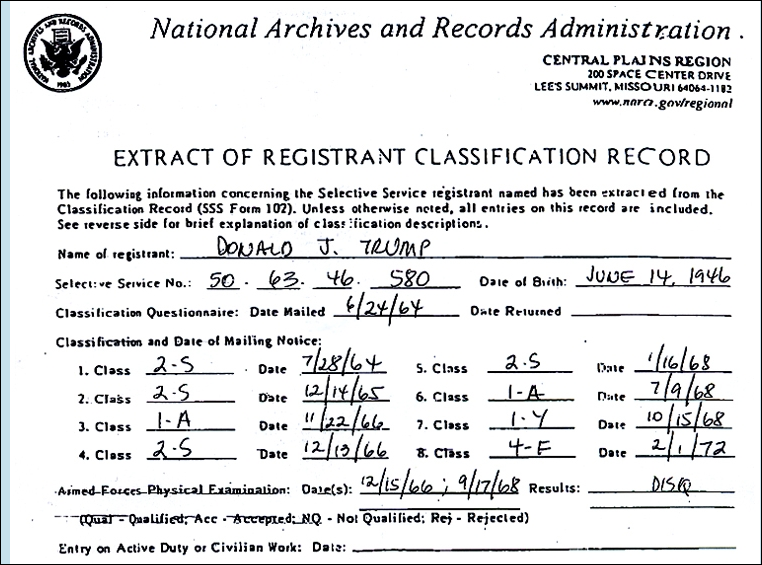 National Archives and Records Administration.
CENTRAL PLAINS REGION
200 SPACE CENTER DRIVE
LEE'S SUMMIT, MISSOURI 64064-1182
www.nara.gov/regional
EXTRACT OF REGISTRANT CLASSIFICATION RECORD
The following information concerning the Selective Service registrant named has been extracted from the
Classification Record (SSS Form 102). Unless otherwise noted, all entries on this record are included.
See reverse side for brief explanation of classification descriptions.
Name of registrant: DONALD J. TRUMP
Selective Service No.: 50 . 63 . 46 . 580 Date of Birth: JUNE 14, 1946
Classification Questionnaire: Date Mailed 6/24/64 Date Returned
Classification and Date of Mailing Notice:
1. Class 2-S Date 7/28/64 5. Class 2-S Date 1/16/68
2. Class 2-S Date 12/14/65 6. Class 1-A Date 7/9/68
3. Class 1-A Date 11/22/66 7. Class 1-Y Date 10/15/68
4. Class 2-S Date 12/13/66 8. Class 4-F Date 2/1/72
Armed Forces Physical Examination: Date(s): 12/15/66 ; 9/17/68 Results: DISQ
(Qual - Qualified; Acc - Accepted; NQ - Not Qualified; Rej - Rejected)
Entry on Active Duty or Civilian Work: Date: